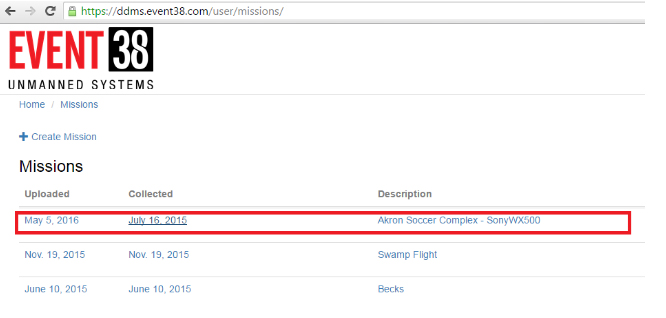 https://ddms.event38.com/user/missions/
EVENT 38
UNMANNED SYSTEMS
Home / Missions
+ Create Mission
Missions
Uploaded Collected Description
May 5, 2016 July 16, 2015 Akron Soccer Complex - SonyWX500
Nov. 19, 2015 Nov. 19, 2015 Swamp Flight
June 10, 2015 June 10, 2015 Becks